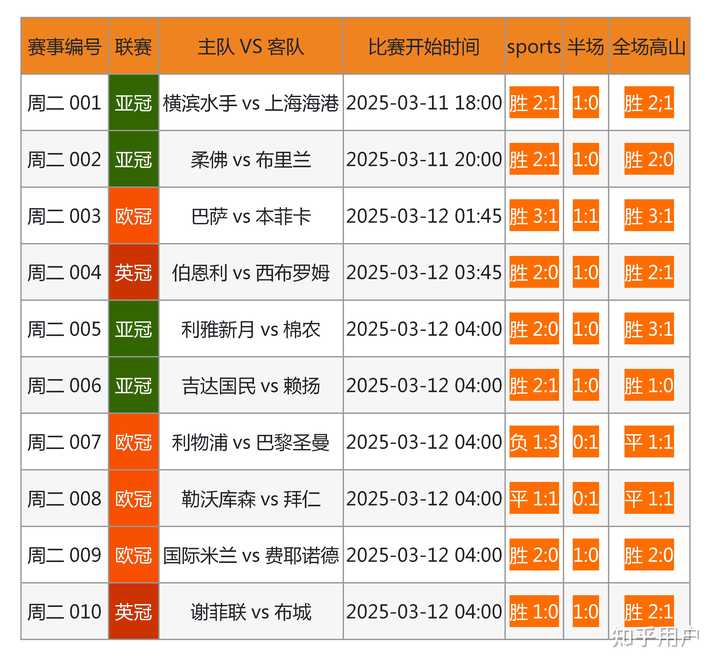 赛事编号 联赛 主队 VS 客队 比赛开始时间 sports 半场 全场高山
周二 001 亚冠 横滨水手 vs 上海海港 2025-03-11 18:00 胜 2:1 1:0 胜 2;1
周二 002 亚冠 柔佛 vs 布里兰 2025-03-11 20:00 胜 2:1 1:0 胜 2:0
周二 003 欧冠 巴萨 vs 本菲卡 2025-03-12 01:45 胜 3:1 1:1 胜 3:1
周二 004 英冠 伯恩利 vs 西布罗姆 2025-03-12 03:45 胜 2:0 1:0 胜 2:1
周二 005 亚冠 利雅新月 vs 棉农 2025-03-12 04:00 胜 2:0 1:0 胜 3:1
周二 006 亚冠 吉达国民 vs 赖扬 2025-03-12 04:00 胜 2:1 1:0 胜 1:0
周二 007 欧冠 利物浦 vs 巴黎圣曼 2025-03-12 04:00 负 1:3 0:1 平 1:1
周二 008 欧冠 勒沃库森 vs 拜仁 2025-03-12 04:00 平 1:1 0:1 平 1:1
周二 009 欧冠 国际米兰 vs 费耶诺德 2025-03-12 04:00 胜 2:0 1:0 胜 2:0
周二 010 英冠 谢菲联 vs 布城 2025-03-12 04:00 胜 1:0 1:0 胜 2:1
知乎用户